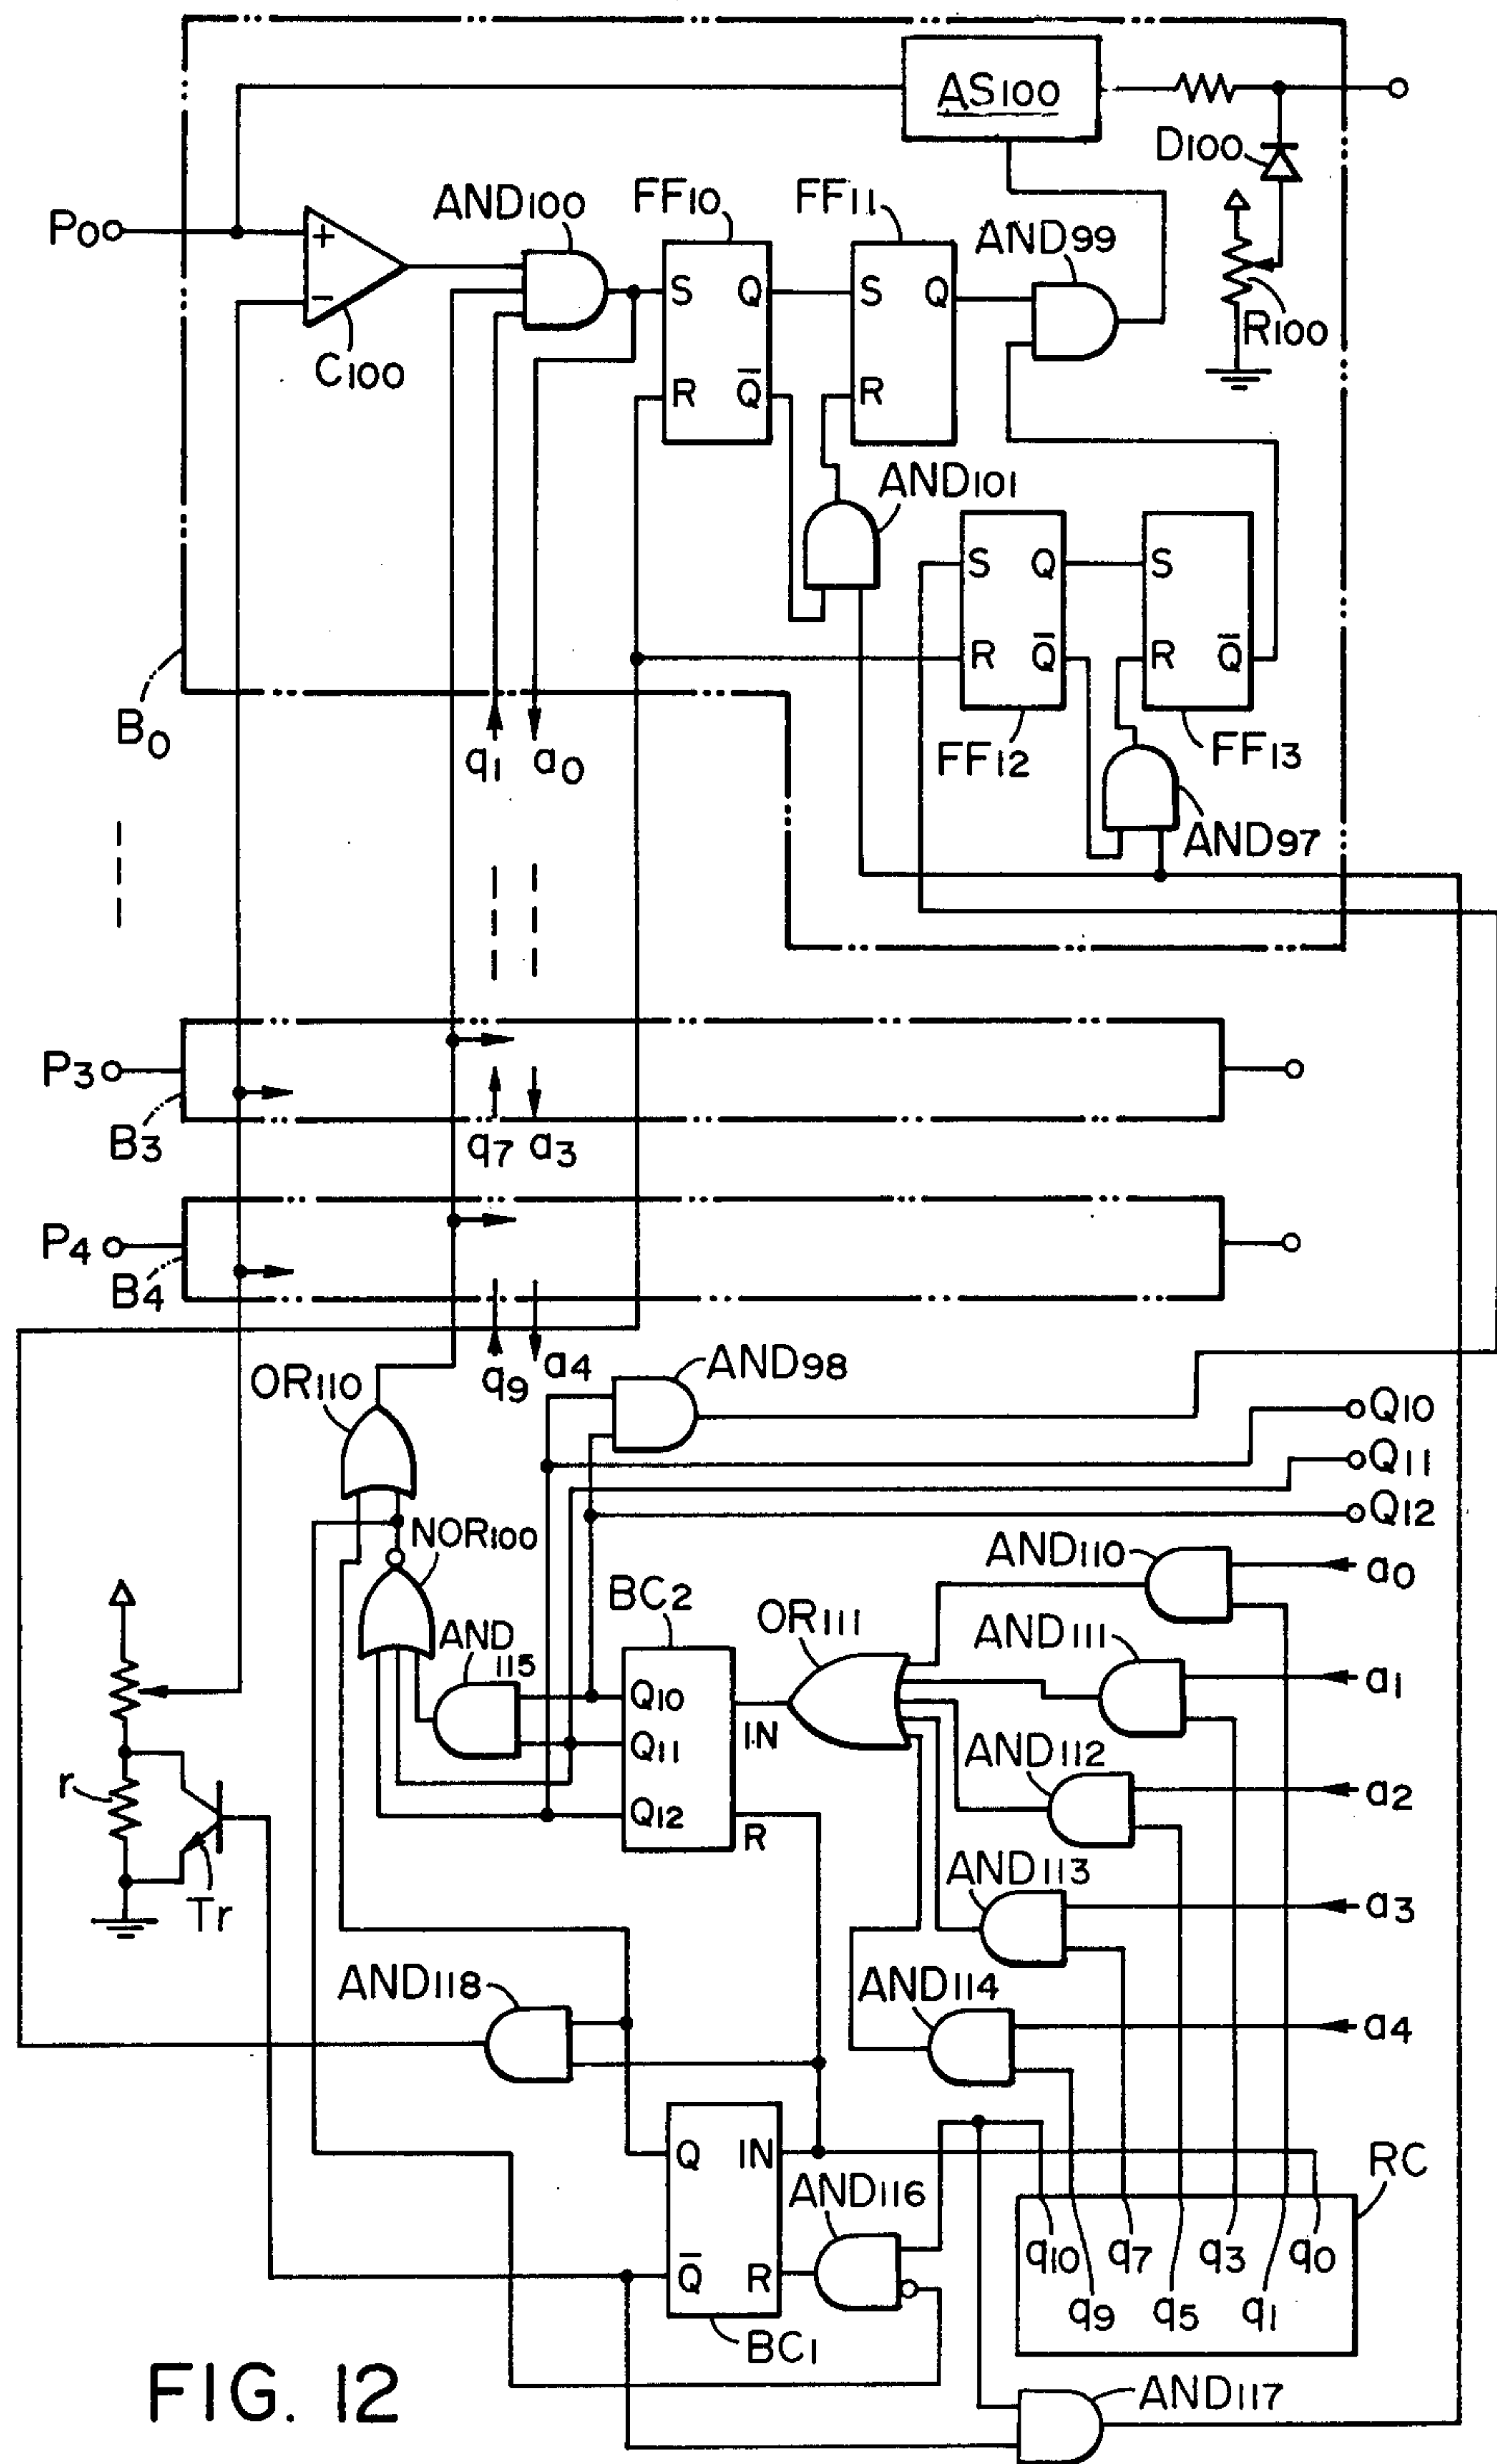 AS100
D100
AND100
FF10
FF11
AND99
P0
+
−
S
Q
S
Q
R100
C100
R
Q̅
R
AND101
S
Q
S
R
Q̅
R
Q̅
B0
q1
a0
FF12
FF13
AND97
P3
B3
q7
a3
P4
B4
q9
a4
AND98
OR110
Q10
Q11
Q12
NOR100
AND110
a0
BC2
OR111
AND111
AND
115
a1
Q10
IN
Q11
AND112
r
a2
Q12
R
AND113
Tr
a3
AND118
AND114
a4
Q
IN
RC
AND116
q10
q7
q3
q0
Q̅
R
q9
q5
q1
BC1
FIG. 12
AND117